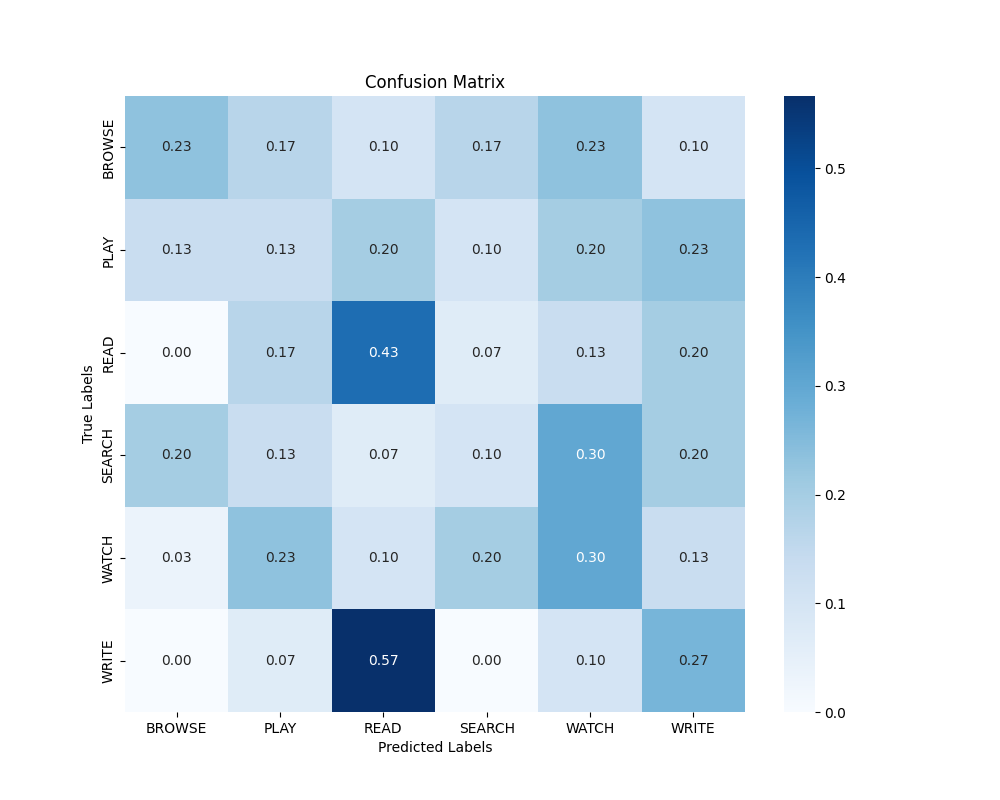 Confusion Matrix
True Labels
BROWSE 0.23 0.17 0.10 0.17 0.23 0.10
PLAY 0.13 0.13 0.20 0.10 0.20 0.23
READ 0.00 0.17 0.43 0.07 0.13 0.20
SEARCH 0.20 0.13 0.07 0.10 0.30 0.20
WATCH 0.03 0.23 0.10 0.20 0.30 0.13
WRITE 0.00 0.07 0.57 0.00 0.10 0.27
BROWSE PLAY READ SEARCH WATCH WRITE
Predicted Labels
0.5
0.4
0.3
0.2
0.1
0.0